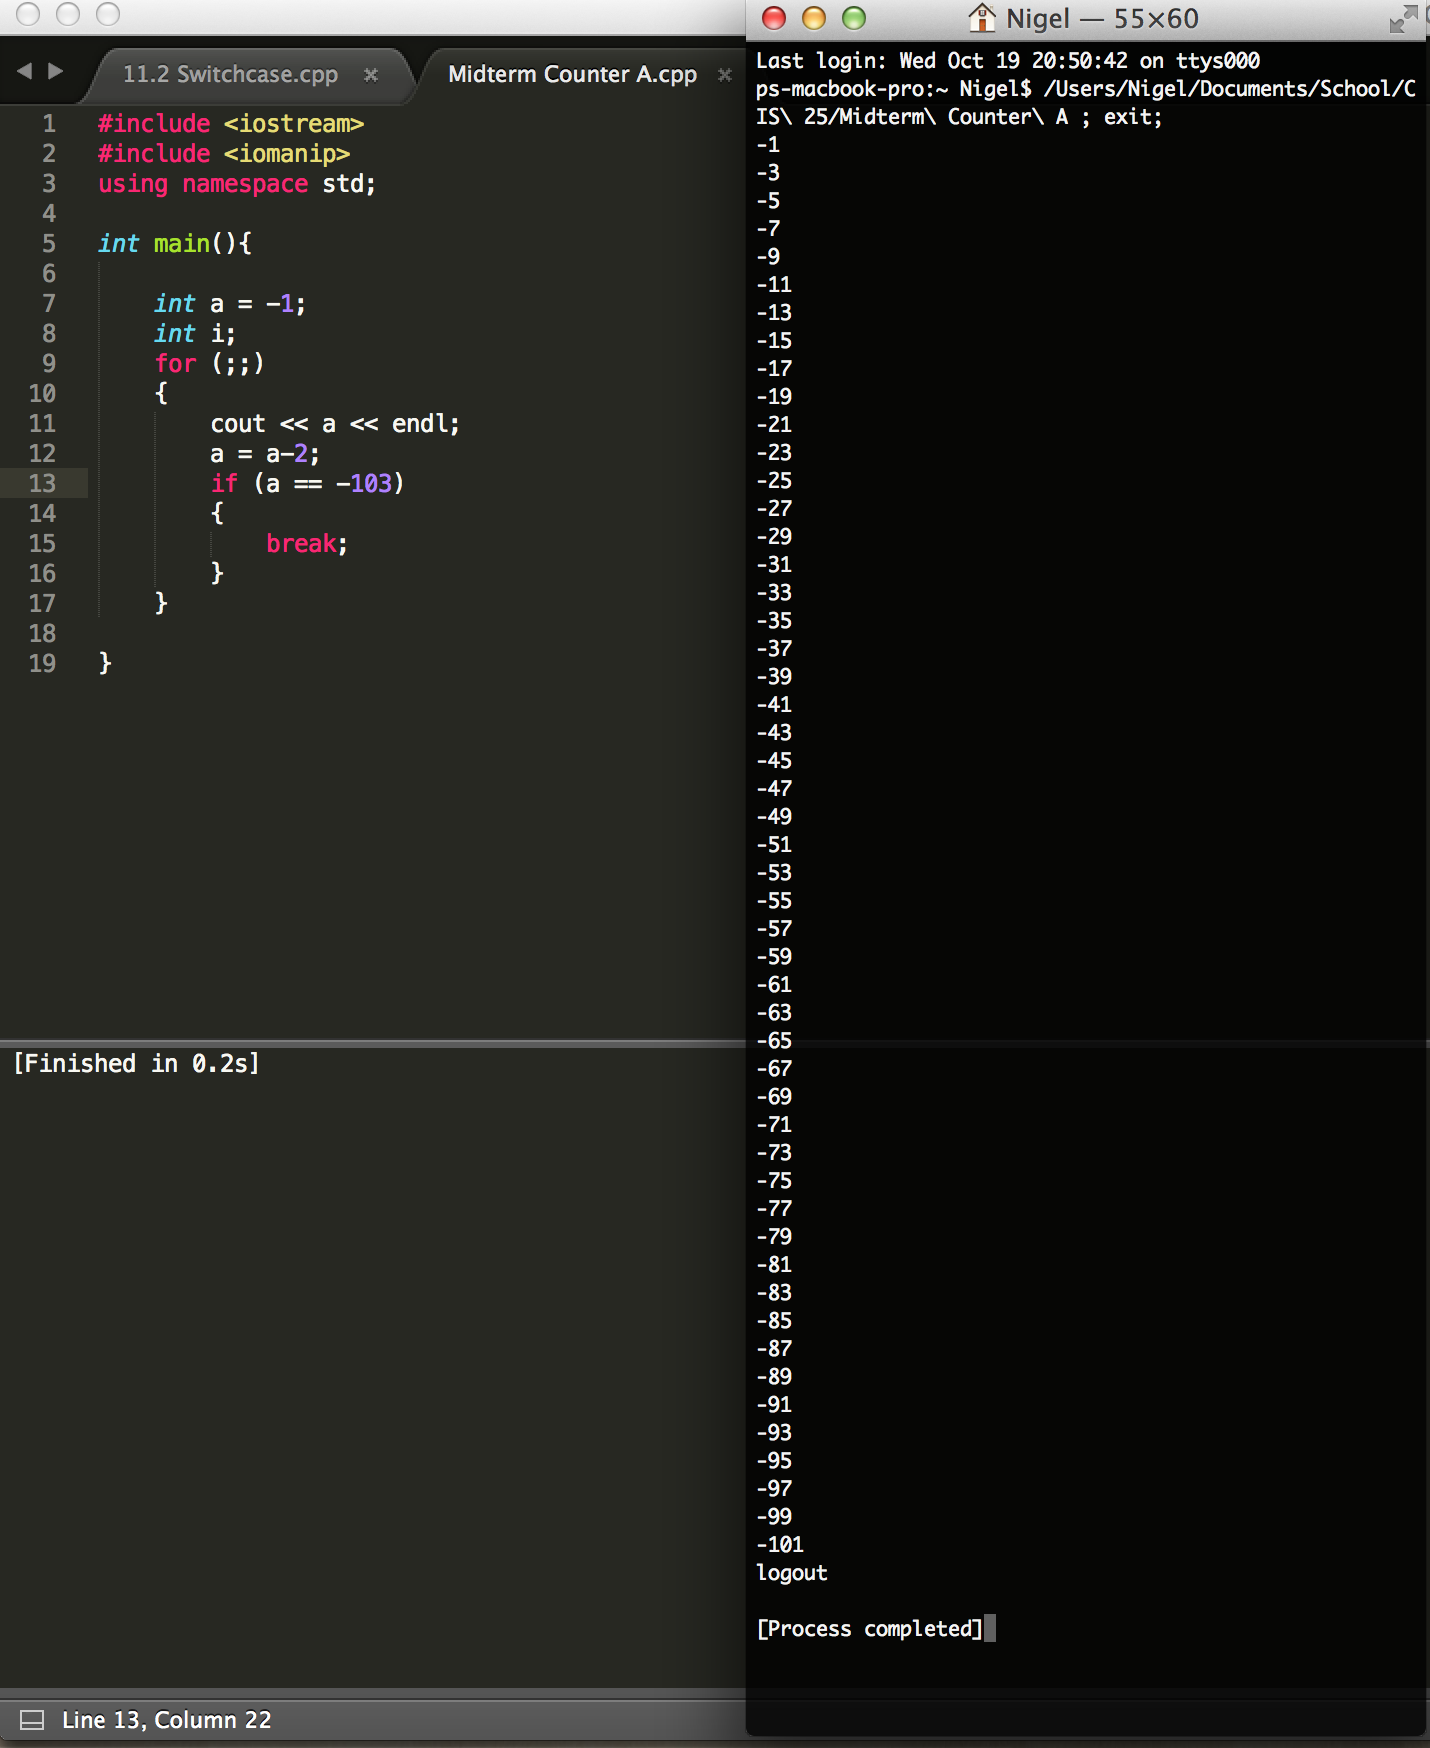 11.2 Switchcase.cpp ×
Midterm Counter A.cpp ×
1 #include <iostream>
2 #include <iomanip>
3 using namespace std;
4
5 int main(){
6
7     int a = -1;
8     int i;
9     for (;;)
10     {
11         cout << a << endl;
12         a = a-2;
13         if (a == -103)
14         {
15             break;
16         }
17     }
18
19 }
[Finished in 0.2s]
Line 13, Column 22
Nigel — 55×60
Last login: Wed Oct 19 20:50:42 on ttys000
ps-macbook-pro:~ Nigel$ /Users/Nigel/Documents/School/C
IS\ 25/Midterm\ Counter\ A ; exit;
-1
-3
-5
-7
-9
-11
-13
-15
-17
-19
-21
-23
-25
-27
-29
-31
-33
-35
-37
-39
-41
-43
-45
-47
-49
-51
-53
-55
-57
-59
-61
-63
-65
-67
-69
-71
-73
-75
-77
-79
-81
-83
-85
-87
-89
-91
-93
-95
-97
-99
-101
logout
[Process completed]